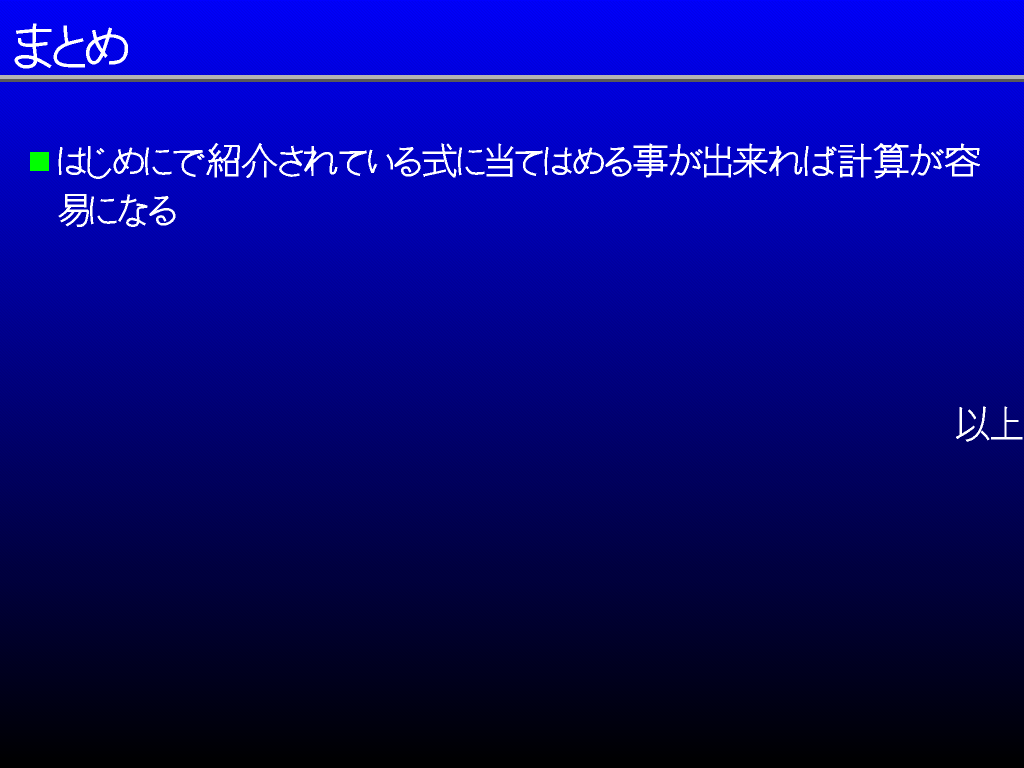 まとめ
はじめにで紹介されている式に当てはめる事が出来れば計算が容
易になる
以上